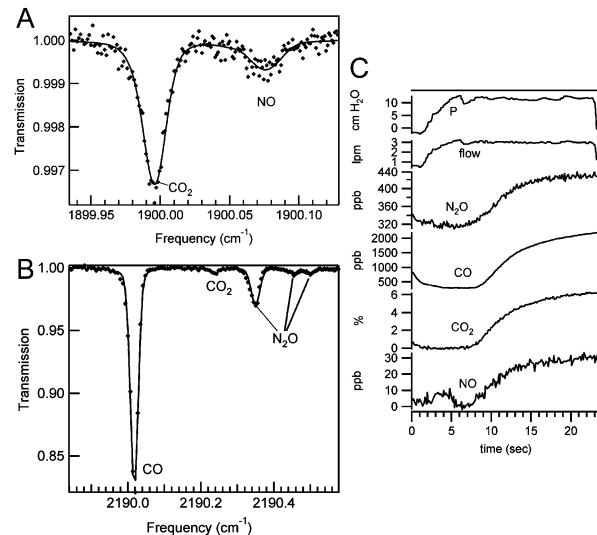 A
1.000
0.999
0.998
0.997
Transmission
NO
CO2
1899.95 1900.00 1900.05 1900.10
Frequency (cm-1)
B
1.00
0.95
0.90
0.85
Transmission
CO2
N2O
CO
2190.0 2190.2 2190.4
Frequency (cm-1)
C
cm H2O
10
5
0
P
lpm
3
2
1
flow
ppb
440
400
360
320
N2O
ppb
2000
1500
1000
500
CO
%
6
4
2
0
CO2
ppb
30
20
10
0
NO
0 5 10 15 20
time (sec)